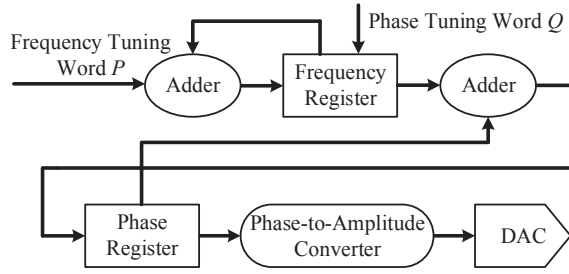 Phase Tuning Word Q
Frequency Tuning
Word P
Adder
Frequency
Register
Adder
Phase
Register
Phase-to-Amplitude
Converter
DAC